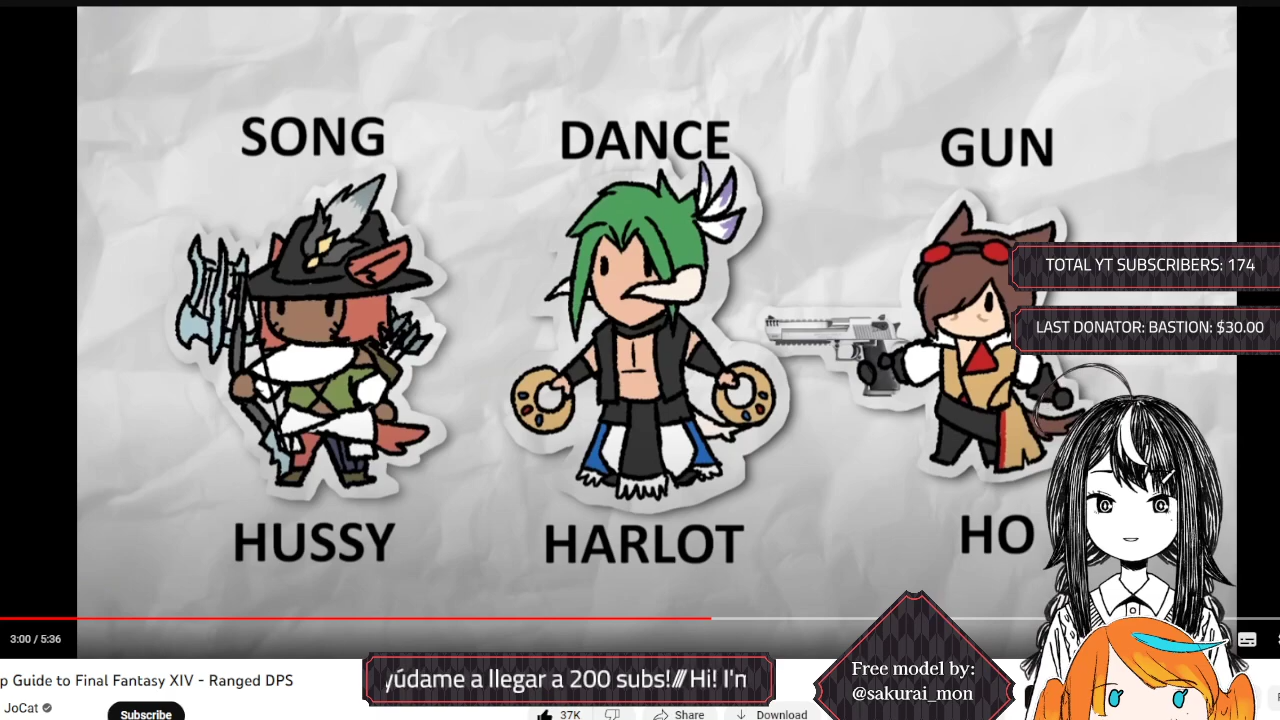 SONG
DANCE
GUN
TOTAL YT SUBSCRIBERS: 174
LAST DONATOR: BASTION: $30.00
HUSSY
HARLOT
HO
3:00 / 5:36
yúdame a llegar a 200 subs!///Hi! I'm
Free model by:
@sakurai_mon
p Guide to Final Fantasy XIV - Ranged DPS
JoCat
Subscribe
37K
Share
Download